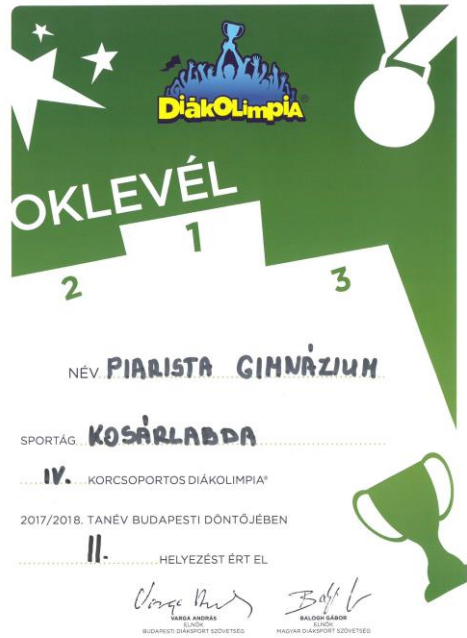 DiákOLimpiA®
OKLEVÉL
1
2
3
NÉV PIARISTA GIMNÁZIUM
SPORTÁG KOSÁRLABDA
IV. KORCSOPORTOS DIÁKOLIMPIA®
2017/2018. TANÉV BUDAPESTI DÖNTŐJÉBEN
II. HELYEZÉST ÉRT EL
VARGA ANDRÁS
ELNÖK
BUDAPESTI DIÁKSPORT SZÖVETSÉG
BALOGH GÁBOR
ELNÖK
MAGYAR DIÁKSPORT SZÖVETSÉG